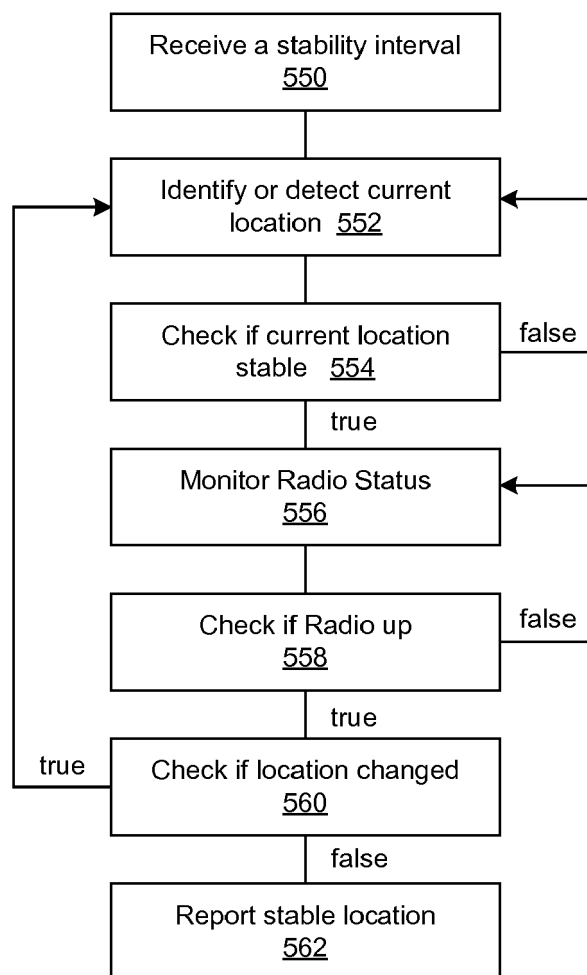 Receive a stability interval
550
Identify or detect current
location 552
Check if current location
stable 554
false
true
Monitor Radio Status
556
Check if Radio up
558
false
true
true
Check if location changed
560
false
Report stable location
562